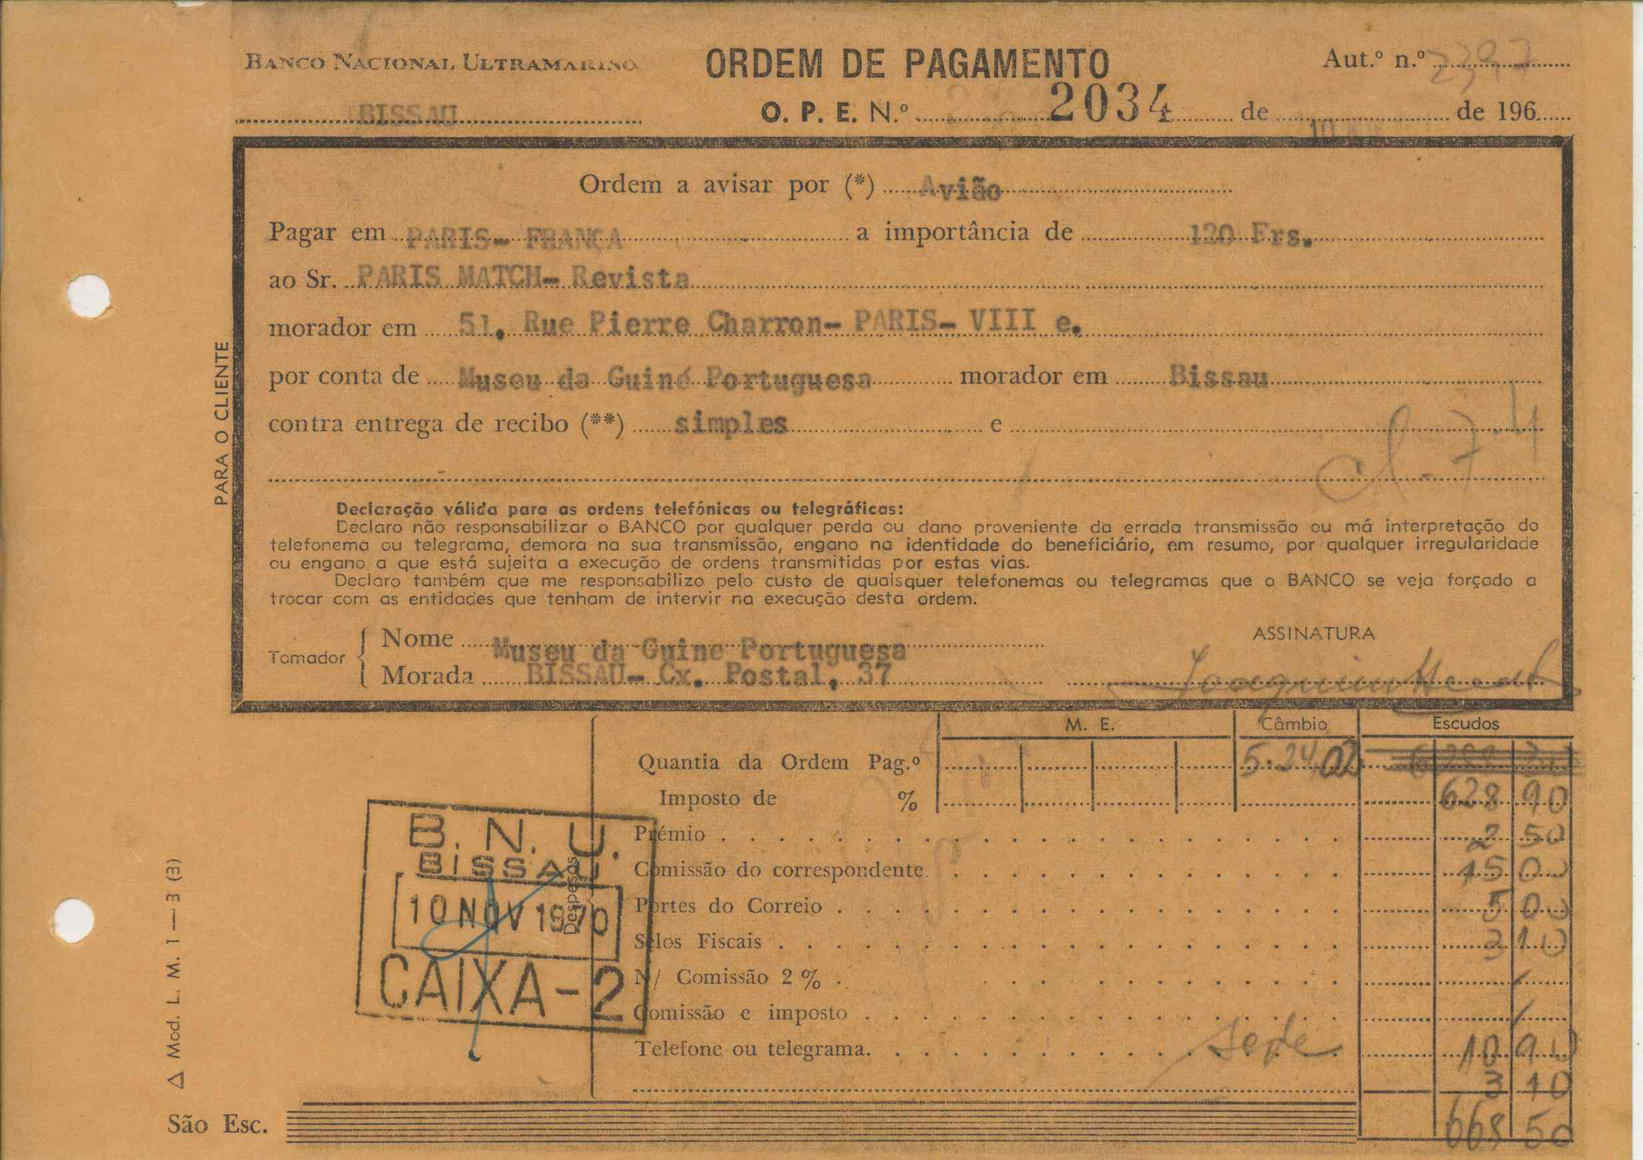 BANCO NACIONAL ULTRAMARINO
ORDEM DE PAGAMENTO
Aut.º n.º
BISSAU
O. P. E. N.º 2034 de 10 de 196
PARA O CLIENTE
Ordem a avisar por (*) Avião
Pagar em PARIS- FRANÇA a importância de 120 Frs.
ao Sr. PARIS MATCH- Revista
morador em 51, Rue Pierre Charron- PARIS- VIII e.
por conta de Museu da Guiné Portuguesa morador em Bissau
contra entrega de recibo (**) simples e
cl-7-4
Declaração válida para as ordens telefónicas ou telegráficas:
Declaro não responsabilizar o BANCO por qualquer perda ou dano proveniente da errada transmissão ou má interpretação do
telefonema ou telegrama, demora na sua transmissão, engano na identidade do beneficiário, em resumo, por qualquer irregularidade
ou engano a que está sujeita a execução de ordens transmitidas por estas vias.
Declaro também que me responsabilizo pelo custo de quaisquer telefonemas ou telegramas que o BANCO se veja forçado a
trocar com as entidades que tenham de intervir na execução desta ordem.
Tomador
Nome Museu da Guine Portuguesa
ASSINATURA
Morada BISSAU- Cx. Postal, 37
Joaquim
M. E. Câmbio Escudos
Quantia da Ordem Pag.º 5.2402
Imposto de % 628 90
Prémio 2 50
Comissão do correspondente 15 00
Portes do Correio 5 00
Selos Fiscais 3 10
N/ Comissão 2 %
Comissão e imposto
Telefone ou telegrama. 10 90
3 10
São Esc. 668 50
Despesas
B. N. U.
BISSAU
10 NOV 1970
CAIXA-2
Δ Mod. L. M. 1 — 3 (3)